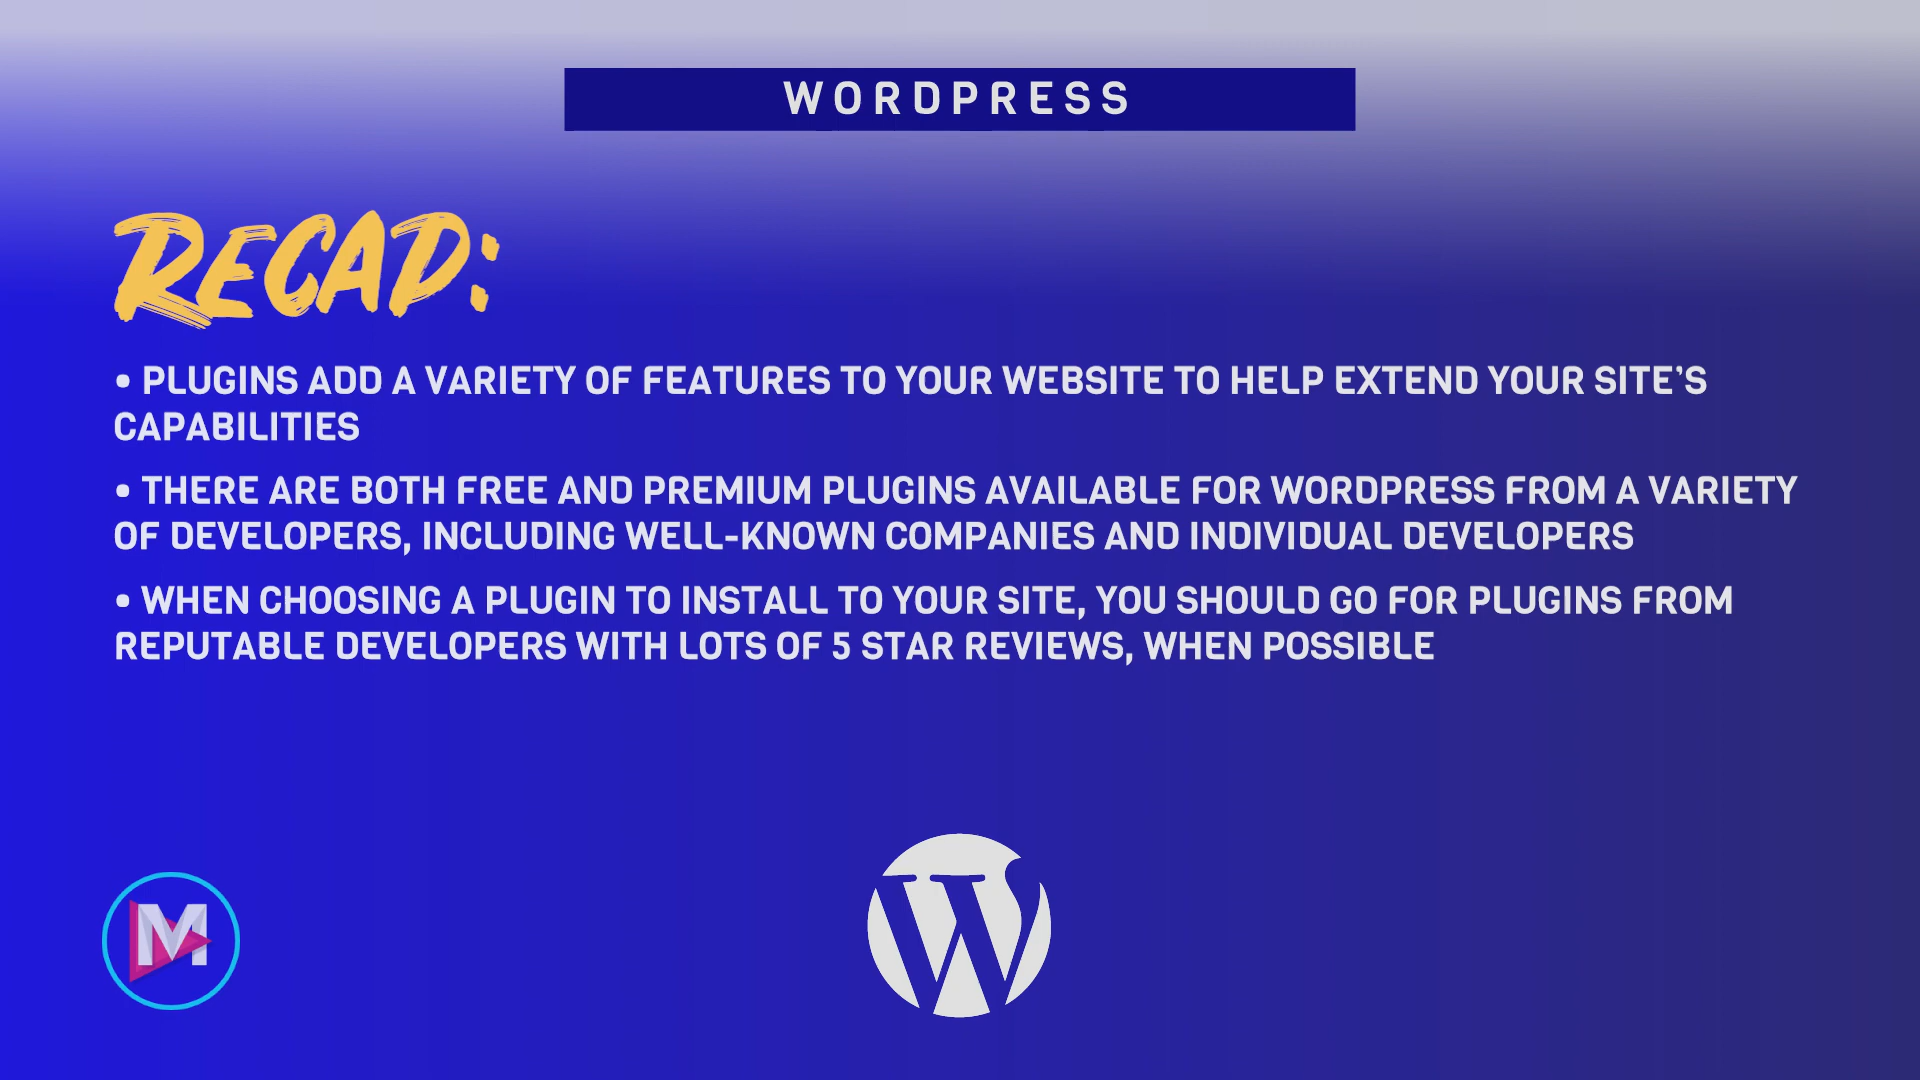 WORDPRESS
RECAP:
• PLUGINS ADD A VARIETY OF FEATURES TO YOUR WEBSITE TO HELP EXTEND YOUR SITE’S
CAPABILITIES
• THERE ARE BOTH FREE AND PREMIUM PLUGINS AVAILABLE FOR WORDPRESS FROM A VARIETY
OF DEVELOPERS, INCLUDING WELL-KNOWN COMPANIES AND INDIVIDUAL DEVELOPERS
• WHEN CHOOSING A PLUGIN TO INSTALL TO YOUR SITE, YOU SHOULD GO FOR PLUGINS FROM
REPUTABLE DEVELOPERS WITH LOTS OF 5 STAR REVIEWS, WHEN POSSIBLE
M
W